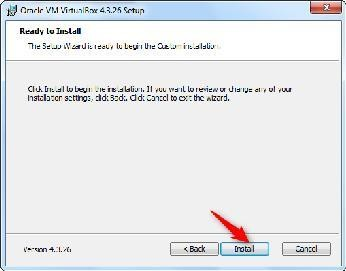 Oracle VM VirtualBox 4.3.26 Setup
Ready to Install
The Setup Wizard is ready to begin the Custom installation.
Click Install to begin the installation. If you want to review or change any of your
installation settings, click Back. Click Cancel to exit the wizard.
Version 4.3.26
< Back
Install
Cancel